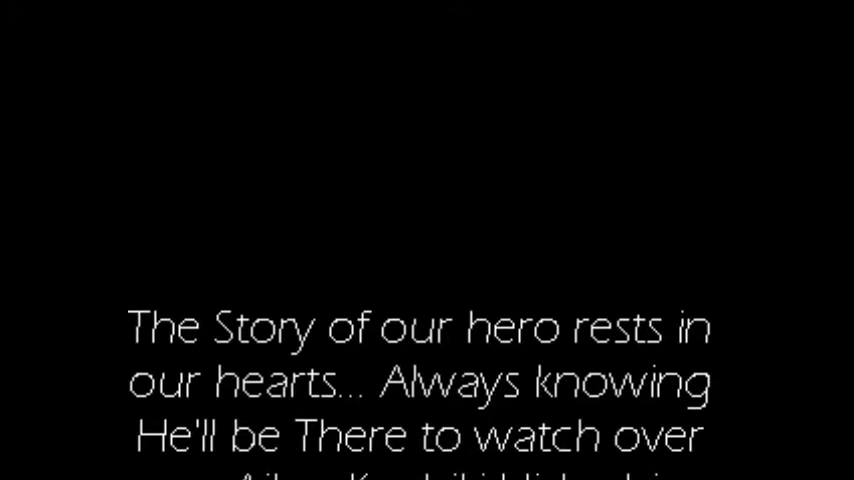 The Story of our hero rests in
our hearts... Always knowing
He'll be There to watch over